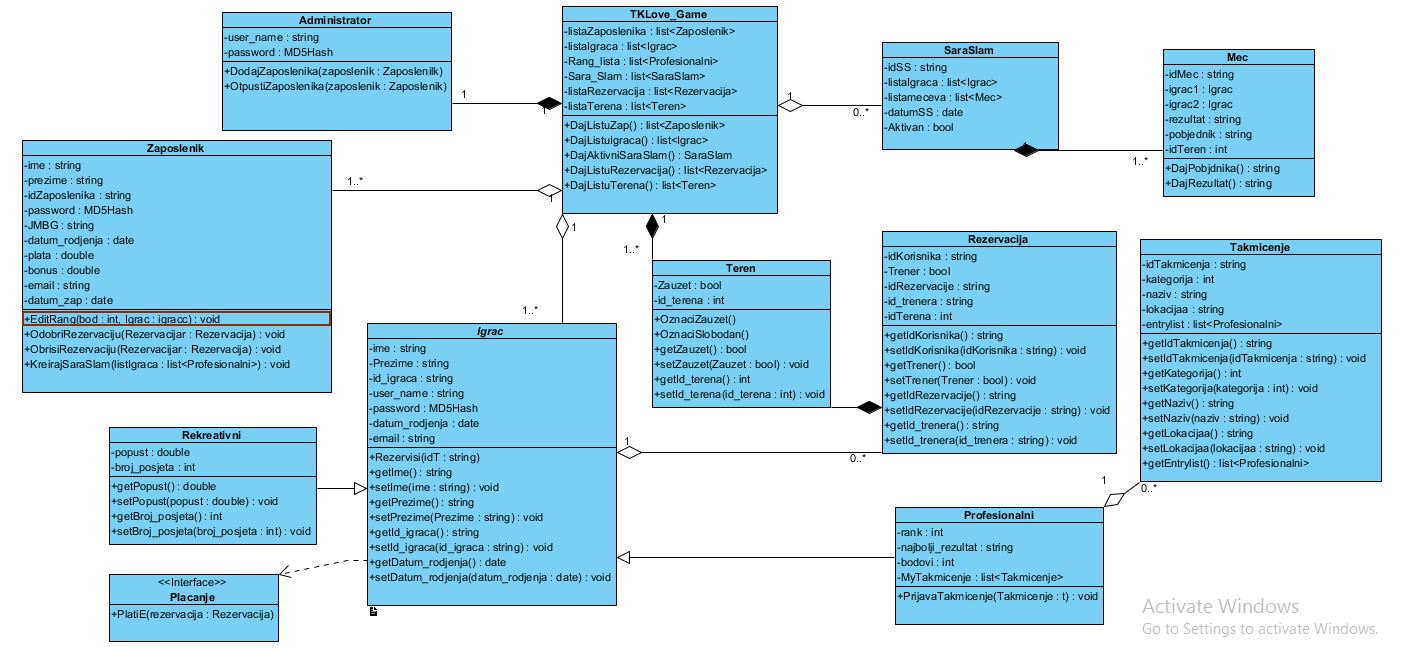 Administrator
-user_name : string
-password : MD5Hash
+DodajZaposlenika(zaposlenik : Zaposlenilk)
+OtpustiZaposlenika(zaposlenik : Zaposlenik)
1
1
TKLove_Game
-listaZaposlenika : list<Zaposlenik>
-listaIgraca : list<Igrac>
-Rang_lista : list<Profesionalni>
-Sara_Slam : list<SaraSlam>
-listaRezervacija : list<Rezervacija>
-listaTerena : list<Teren>
+DajListuZap() : list<Zaposlenik>
+DajListuIgraca() : list<Igrac>
+DajAktivniSaraSlam() : SaraSlam
+DajListuRezervacija() : list<Rezervacija>
+DajListuTerena() : list<Teren>
1
0..*
SaraSlam
-idSS : string
-listaIgraca : list<Igrac>
-listameceva : list<Mec>
-datumSS : date
-Aktivan : bool
1..*
Mec
-idMec : string
-igrac1 : Igrac
-igrac2 : Igrac
-rezultat : string
-pobjednik : string
-idTeren : int
+DajPobjdnika() : string
+DajRezultat() : string
Zaposlenik
-ime : string
-prezime : string
-idZaposlenika : string
-password : MD5Hash
-JMBG : string
-datum_rodjenja : date
-plata : double
-bonus : double
-email : string
-datum_zap : date
+EditRang(bod : int, Igrac : igracc) : void
+OdobriRezervaciju(Rezervacijar : Rezervacija) : void
+ObrisiRezervaciju(Rezervacijar : Rezervacija) : void
+KreirajSaraSlam(listIgraca : list<Profesionalni>) : void
1..*
1
1
1..*
1
1..*
Teren
-Zauzet : bool
-id_terena : int
+OznaciZauzet()
+OznaciSlobodan()
+getZauzet() : bool
+setZauzet(Zauzet : bool) : void
+getId_terena() : int
+setId_terena(id_terena : int) : void
Rezervacija
-idKorisnika : string
-Trener : bool
-idRezervacije : string
-id_trenera : string
-idTerena : int
+getIdKorisnika() : string
+setIdKorisnika(idKorisnika : string) : void
+getTrener() : bool
+setTrener(Trener : bool) : void
+getIdRezervacije() : string
+setIdRezervacije(idRezervacije : string) : void
+getId_trenera() : string
+setId_trenera(id_trenera : string) : void
Takmicenje
-idTakmicenja : string
-kategorija : int
-naziv : string
-lokacijaa : string
-entrylist : list<Profesionalni>
+getIdTakmicenja() : string
+setIdTakmicenja(idTakmicenja : string) : void
+getKategorija() : int
+setKategorija(kategorija : int) : void
+getNaziv() : string
+setNaziv(naziv : string) : void
+getLokacijaa() : string
+setLokacijaa(lokacijaa : string) : void
+getEntrylist() : list<Profesionalni>
Igrac
-ime : string
-Prezime : string
-id_igraca : string
-user_name : string
-password : MD5Hash
-datum_rodjenja : date
-email : string
+Rezervisi(idT : string)
+getIme() : string
+setIme(ime : string) : void
+getPrezime() : string
+setPrezime(Prezime : string) : void
+getId_igraca() : string
+setId_igraca(id_igraca : string) : void
+getDatum_rodjenja() : date
+setDatum_rodjenja(datum_rodjenja : date) : void
1
0..*
Rekreativni
-popust : double
-broj_posjeta : int
+getPopust() : double
+setPopust(popust : double) : void
+getBroj_posjeta() : int
+setBroj_posjeta(broj_posjeta : int) : void
1
0..*
Profesionalni
-rank : int
-najbolji_rezultat : string
-bodovi : int
-MyTakmicenje : list<Takmicenje>
+PrijavaTakmicenje(Takmicenje : t) : void
<<Interface>>
Placanje
+PlatiE(rezervacija : Rezervacija)
Activate Windows
Go to Settings to activate Windows.